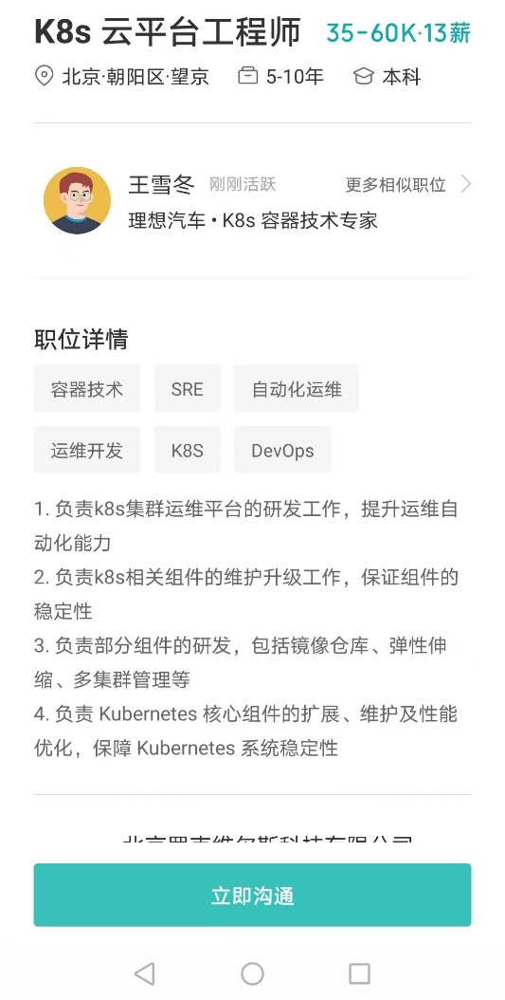 K8s 云平台工程师 35-60K·13薪
北京·朝阳区·望京 5-10年 本科
王雪冬 刚刚活跃 更多相似职位
理想汽车 • K8s 容器技术专家
职位详情
容器技术 SRE 自动化运维
运维开发 K8S DevOps
1. 负责k8s集群运维平台的研发工作，提升运维自
动化能力
2. 负责k8s相关组件的维护升级工作，保证组件的
稳定性
3. 负责部分组件的研发，包括镜像仓库、弹性伸
缩、多集群管理等
4. 负责 Kubernetes 核心组件的扩展、维护及性能
优化，保障 Kubernetes 系统稳定性
立即沟通